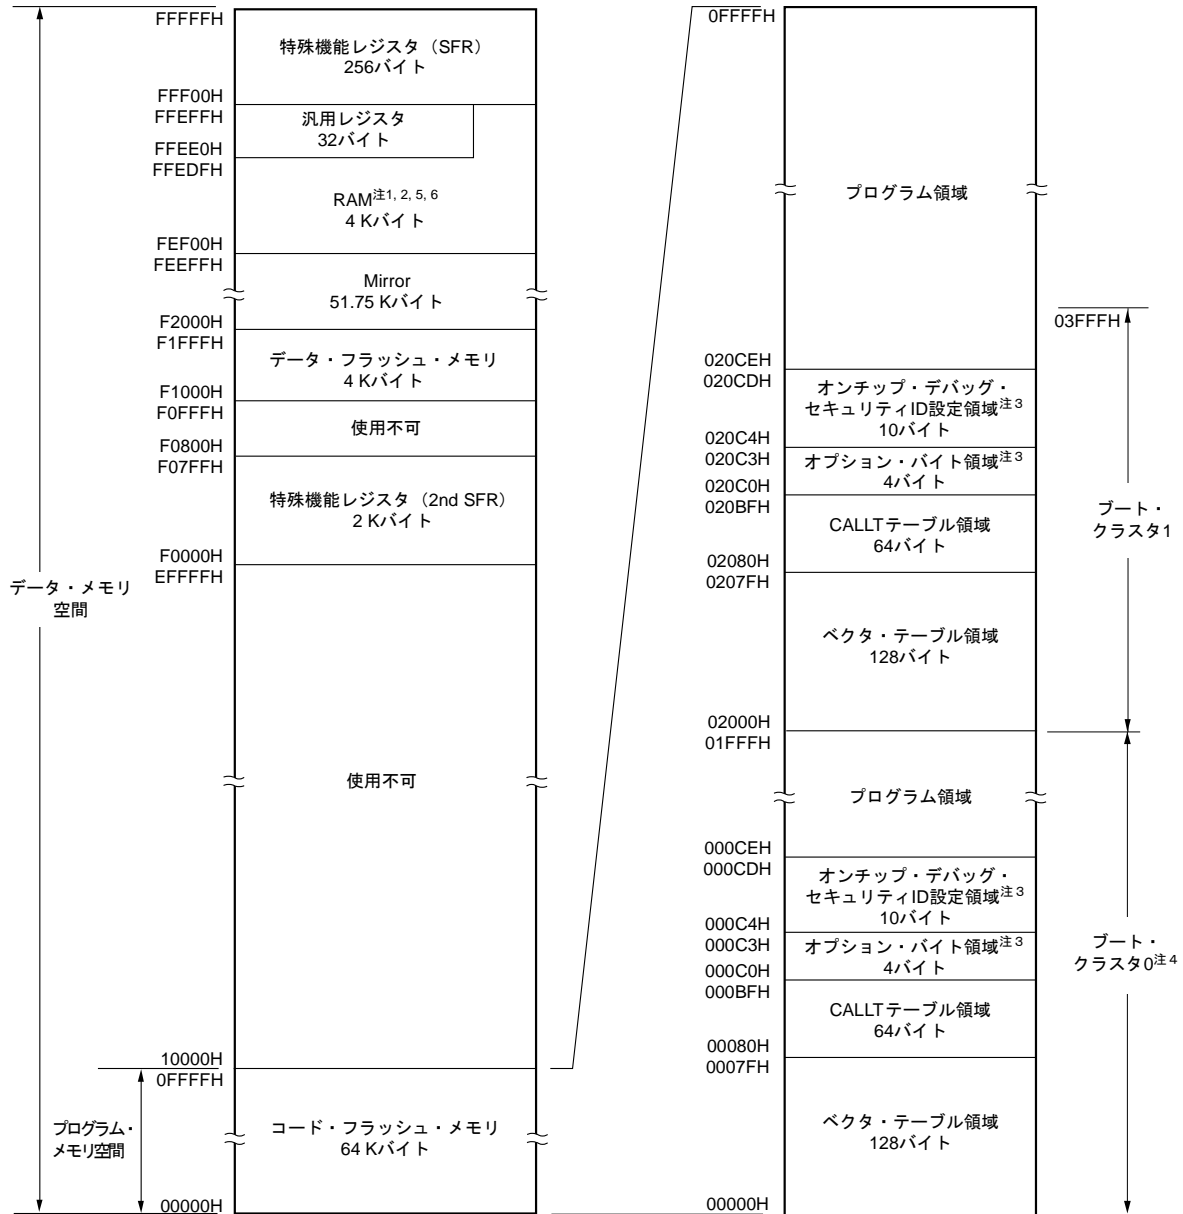 FFFFFH
特殊機能レジスタ（SFR）
256バイト
FFF00H
FFEFFH
汎用レジスタ
32バイト
FFEE0H
FFEDFH
RAM注1, 2, 5, 6
4 Kバイト
FEF00H
FEEFFH
Mirror
51.75 Kバイト
F2000H
F1FFFH
データ・フラッシュ・メモリ
4 Kバイト
F1000H
F0FFFH
使用不可
F0800H
F07FFH
特殊機能レジスタ（2nd SFR）
2 Kバイト
F0000H
EFFFFH
データ・メモリ
空間
使用不可
10000H
0FFFFH
プログラム・
メモリ空間
コード・フラッシュ・メモリ
64 Kバイト
00000H
0FFFFH
プログラム領域
03FFFH
020CEH
020CDH
オンチップ・デバッグ・
セキュリティID設定領域注3
10バイト
020C4H
020C3H
オプション・バイト領域注3
4バイト
020C0H
020BFH
CALLTテーブル領域
64バイト
ブート・
クラスタ1
02080H
0207FH
ベクタ・テーブル領域
128バイト
02000H
01FFFH
プログラム領域
000CEH
000CDH
オンチップ・デバッグ・
セキュリティID設定領域注3
10バイト
000C4H
000C3H
オプション・バイト領域注3
4バイト
ブート・
クラスタ0注4
000C0H
000BFH
CALLTテーブル領域
64バイト
00080H
0007FH
ベクタ・テーブル領域
128バイト
00000H